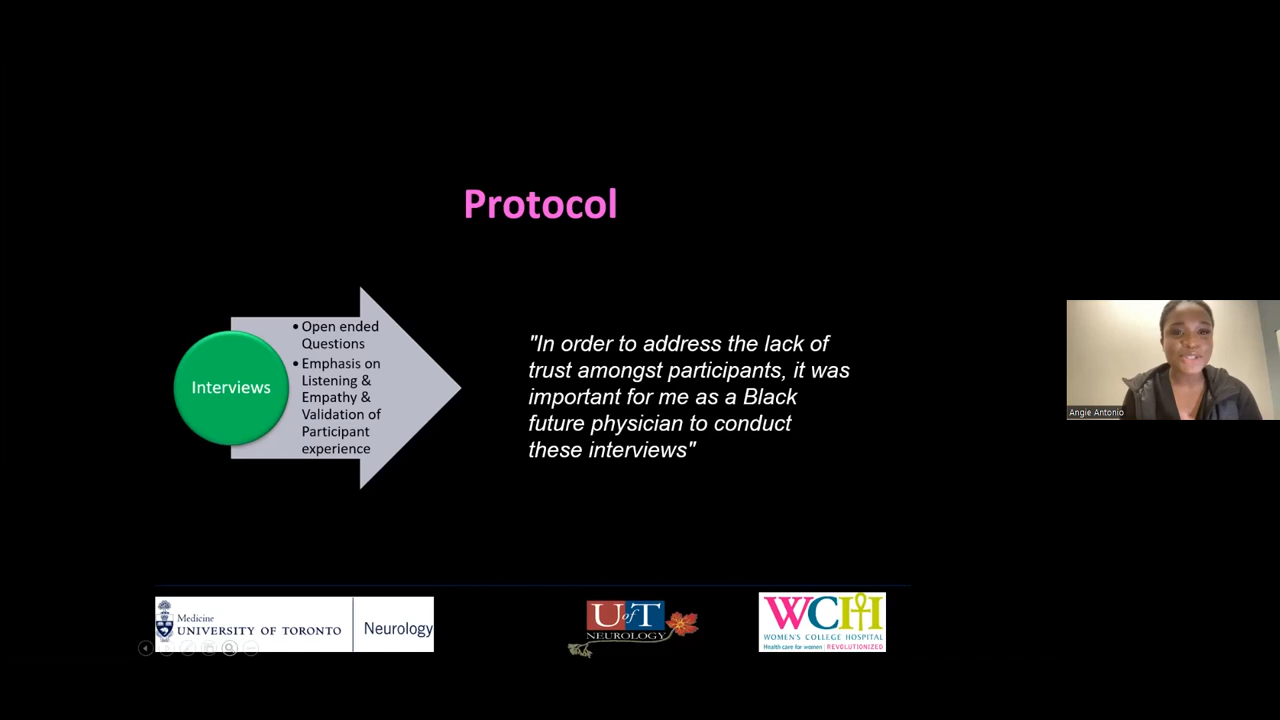 Protocol
Interviews
• Open ended
Questions
• Emphasis on
Listening &
Empathy &
Validation of
Participant
experience
"In order to address the lack of
trust amongst participants, it was
important for me as a Black
future physician to conduct
these interviews"
Angie Antonio
Medicine
UNIVERSITY OF TORONTO
Neurology
U of T
NEUROLOGY
WCH
WOMEN'S COLLEGE HOSPITAL
Health care for women | REVOLUTIONIZED